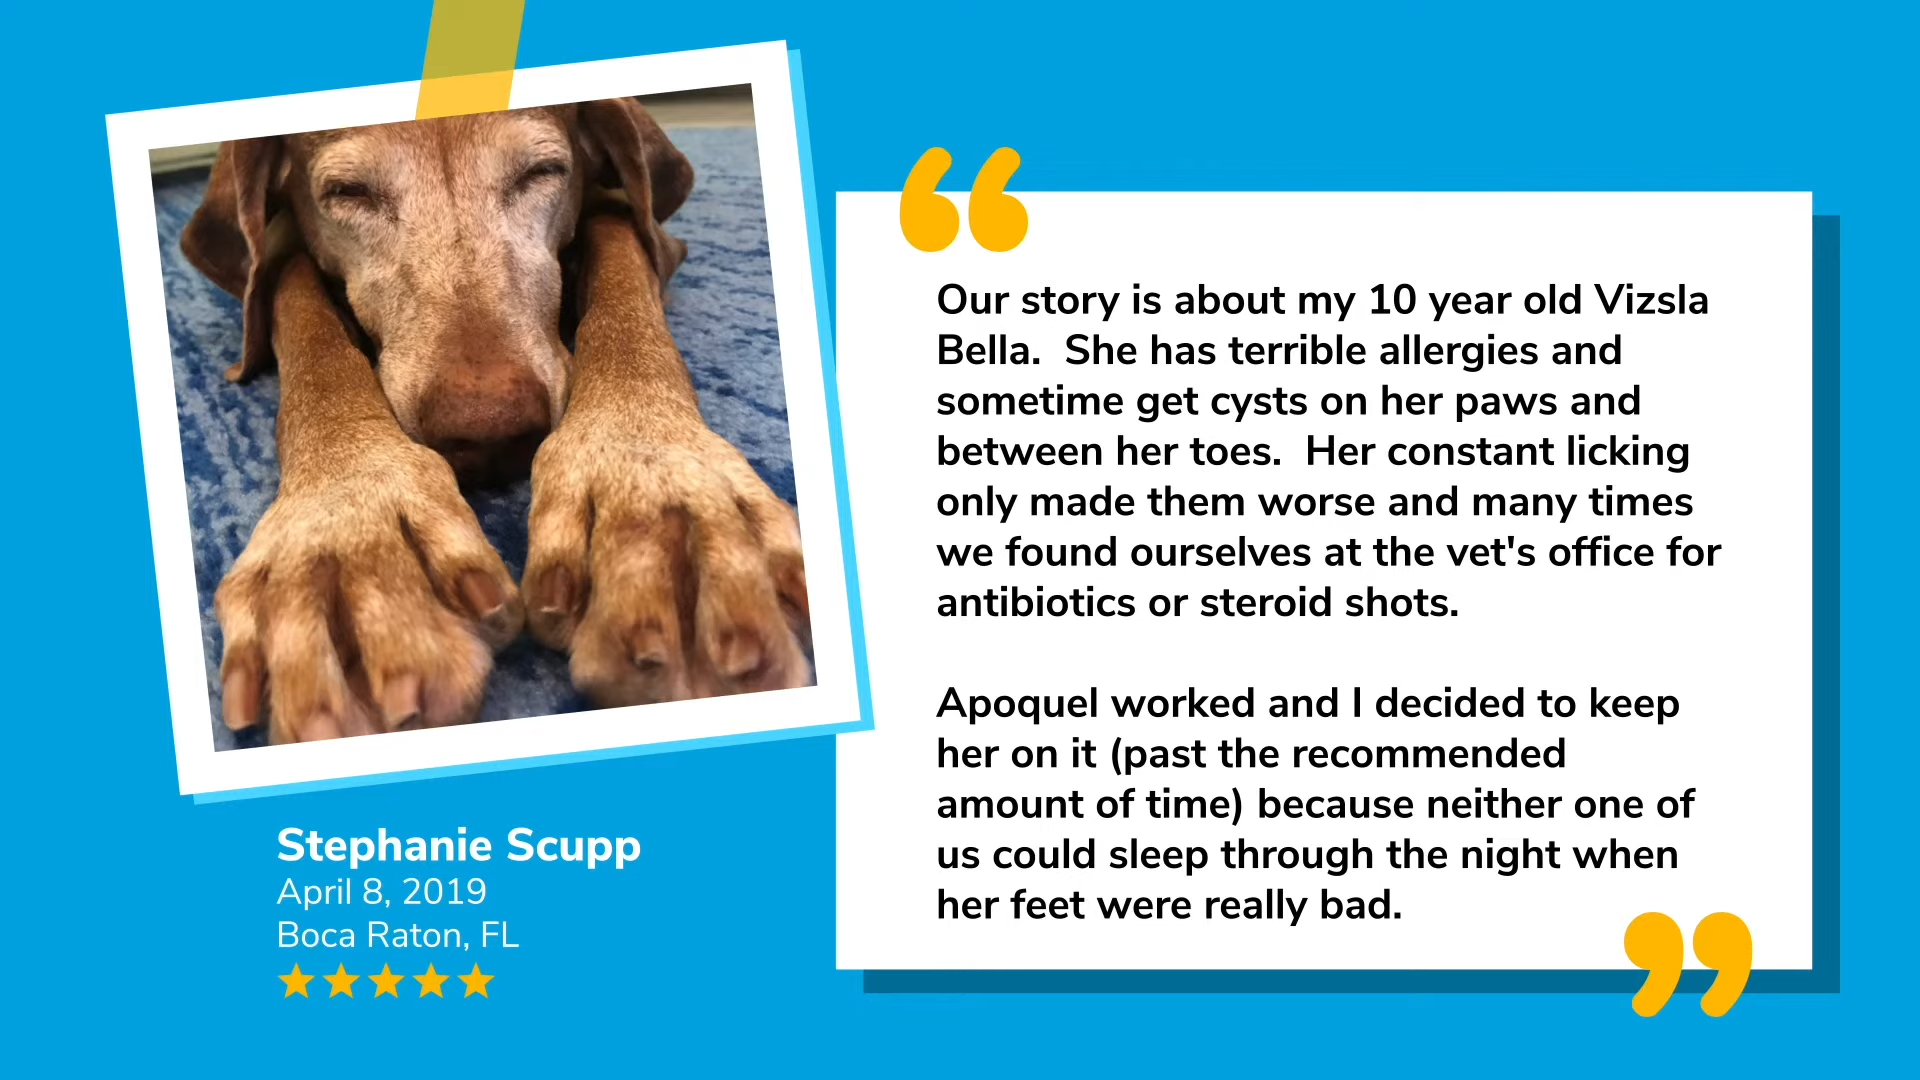 Our story is about my 10 year old Vizsla
Bella.  She has terrible allergies and
sometime get cysts on her paws and
between her toes.  Her constant licking
only made them worse and many times
we found ourselves at the vet's office for
antibiotics or steroid shots.
Apoquel worked and I decided to keep
her on it (past the recommended
amount of time) because neither one of
us could sleep through the night when
her feet were really bad.
Stephanie Scupp
April 8, 2019
Boca Raton, FL